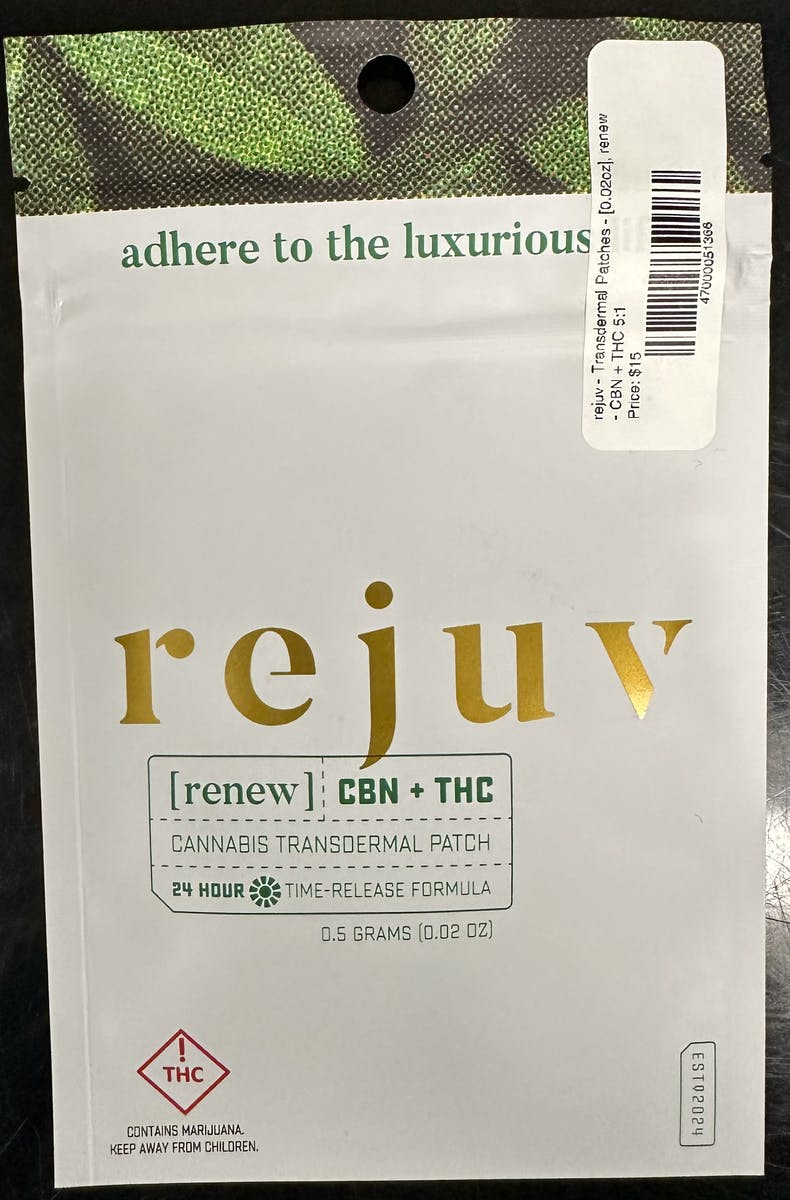 adhere to the luxurious
rejuv - Transdermal Patches - [0.02oz], renew
- CBN + THC 5:1
Price: $15
47000051366
rejuv
[renew] CBN + THC
CANNABIS TRANSDERMAL PATCH
24 HOUR TIME-RELEASE FORMULA
0.5 GRAMS (0.02 OZ)
!
THC
CONTAINS MARIJUANA.
KEEP AWAY FROM CHILDREN.
EST 2024